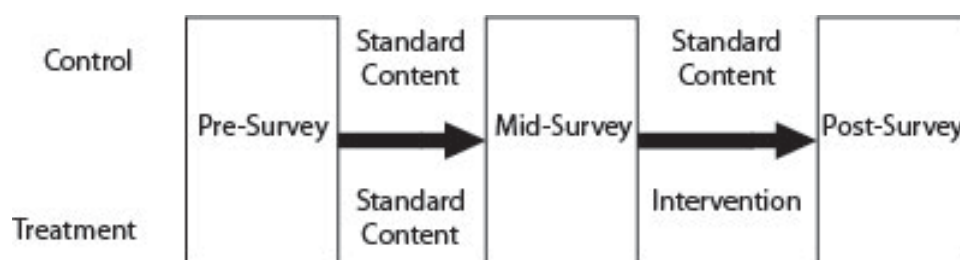 Control
Standard
Content
Standard
Content
Pre-Survey
Mid-Survey
Post-Survey
Treatment
Standard
Content
Intervention